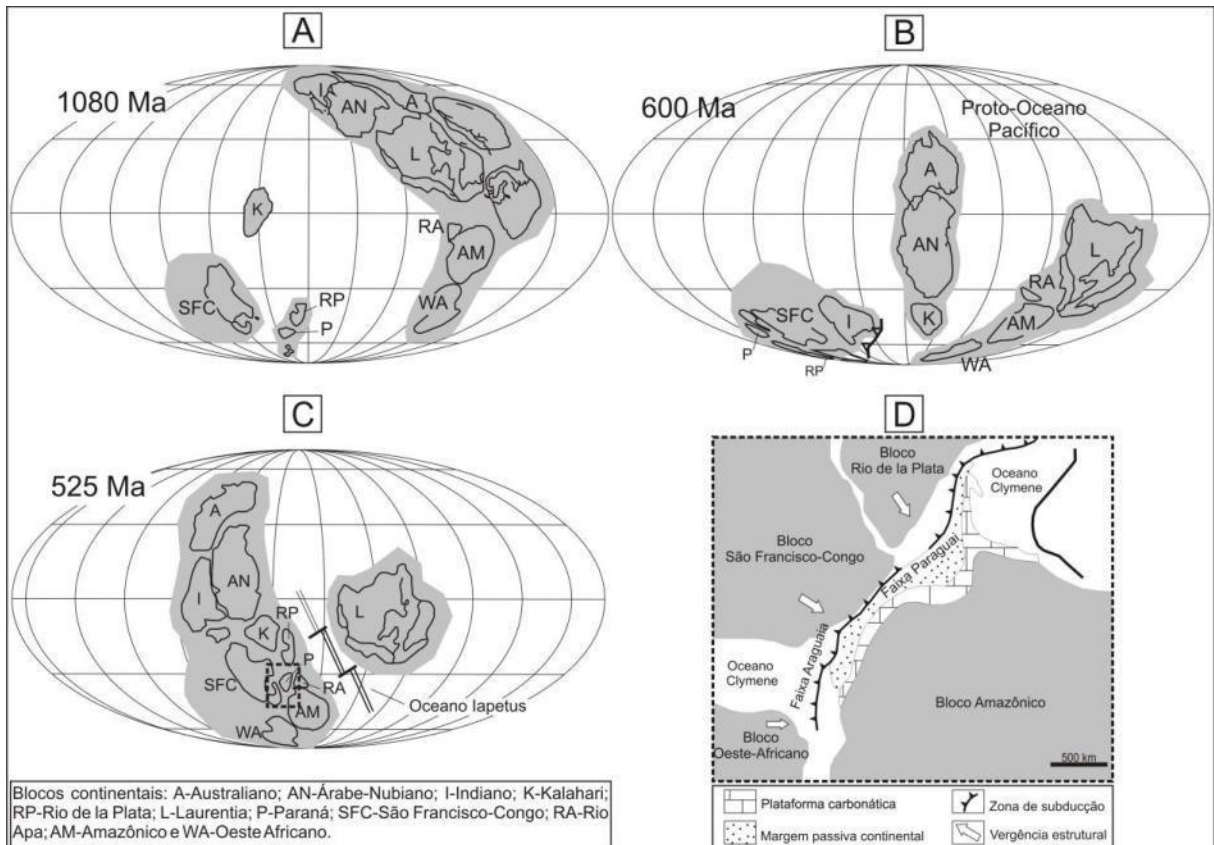 A
1080 Ma
I
AN
A
L
K
RA
AM
WA
SFC
RP
P
B
600 Ma
Proto-Oceano
Pacífico
A
AN
L
RA
SFC
I
K
AM
P
RP
WA
C
525 Ma
A
AN
I
RP
L
K
P
SFC
RA
AM
Oceano Iapetus
WA
D
Bloco
Rio de la Plata
Oceano
Clymene
Bloco
São Francisco-Congo
Faixa Paraguai
Oceano
Clymene
Faixa Araguaia
Bloco Amazônico
Bloco
Oeste-Africano
500 km
Plataforma carbonática
Zona de subducção
Margem passiva continental
Vergência estrutural
Blocos continentais: A-Australiano; AN-Árabe-Nubiano; I-Indiano; K-Kalahari;
RP-Rio de la Plata; L-Laurentia; P-Paraná; SFC-São Francisco-Congo; RA-Rio
Apa; AM-Amazônico e WA-Oeste Africano.